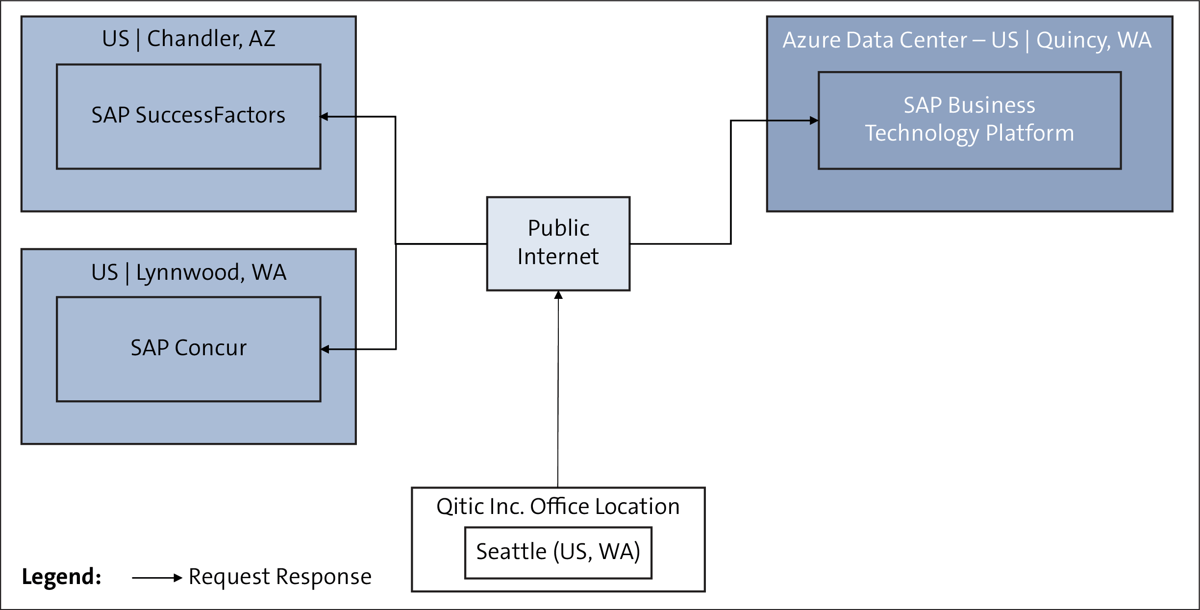 US | Chandler, AZ
SAP SuccessFactors
US | Lynnwood, WA
SAP Concur
Public
Internet
Azure Data Center – US | Quincy, WA
SAP Business
Technology Platform
Qitic Inc. Office Location
Seattle (US, WA)
Legend:
Request Response